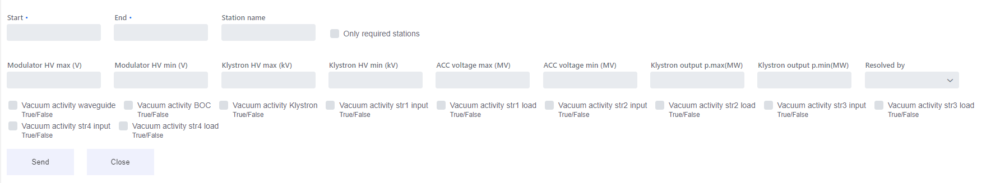 Start • End • Station name
Only required stations
Modulator HV max (V) Modulator HV min (V) Klystron HV max (kV) Klystron HV min (kV) ACC voltage max (MV) ACC voltage min (MV) Klystron output p.max(MW) Klystron output p.min(MW) Resolved by
Vacuum activity waveguide Vacuum activity BOC Vacuum activity Klystron Vacuum activity str1 input Vacuum activity str1 load Vacuum activity str2 input Vacuum activity str2 load Vacuum activity str3 input Vacuum activity str3 load
True/False True/False True/False True/False True/False True/False True/False True/False True/False
Vacuum activity str4 input Vacuum activity str4 load
True/False True/False
Send Close